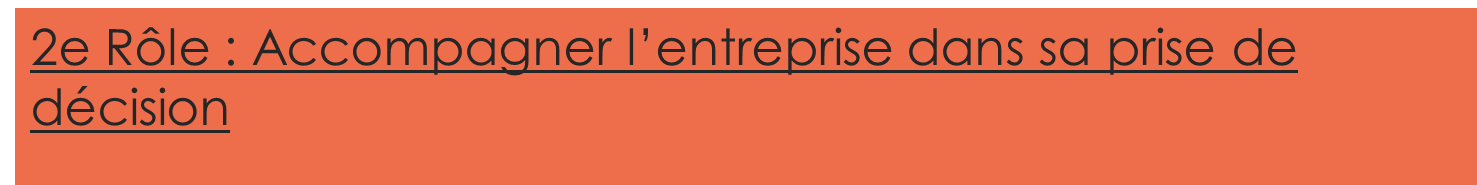 2e Rôle : Accompagner l’entreprise dans sa prise de
décision